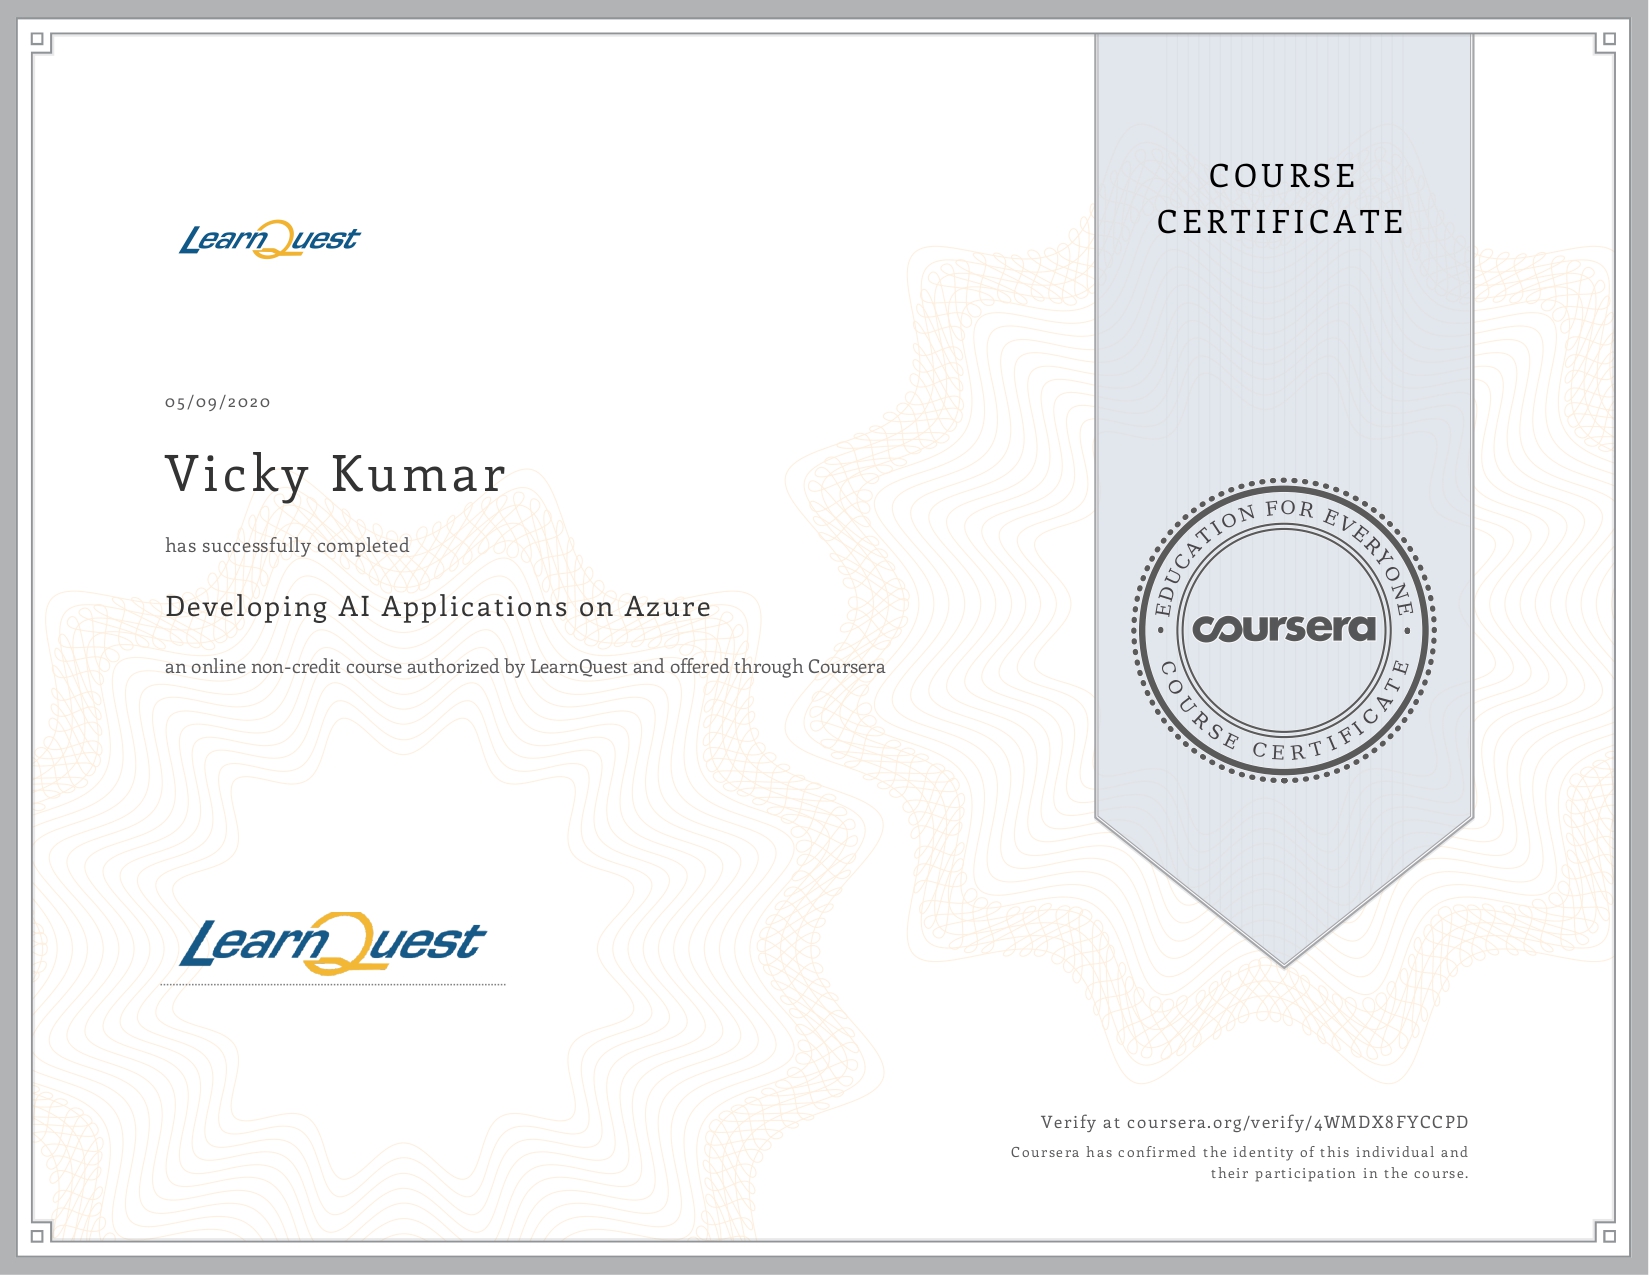 COURSE
CERTIFICATE
LearnQuest
05/09/2020
Vicky Kumar
has successfully completed
Developing AI Applications on Azure
an online non-credit course authorized by LearnQuest and offered through Coursera
EDUCATION FOR EVERYONE
coursera
COURSE CERTIFICATE
LearnQuest
Verify at coursera.org/verify/4WMDX8FYCCPD
Coursera has confirmed the identity of this individual and
their participation in the course.